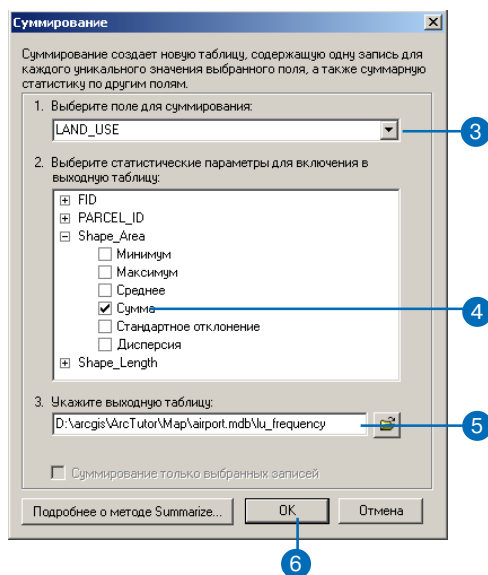 Суммирование
Суммирование создает новую таблицу, содержащую одну запись для
каждого уникального значения выбранного поля, а также суммарную
статистику по другим полям.
1. Выберите поле для суммирования:
LAND_USE
3
2. Выберите статистические параметры для включения в
выходную таблицу:
FID
PARCEL_ID
Shape_Area
Минимум
Максимум
Среднее
Сумма
4
Стандартное отклонение
Дисперсия
Shape_Length
3. Укажите выходную таблицу:
D:\arcgis\ArcTutor\Map\airport.mdb\lu_frequency
5
Суммирование только выбранных записей
Подробнее о методе Summarize...
OK
Отмена
6